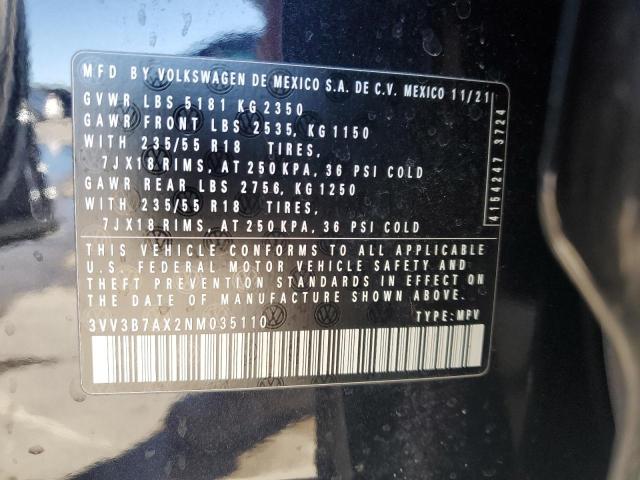 MFD BY VOLKSWAGEN DE MEXICO S.A. DE C.V. MEXICO 11/21
GVWR LBS 5181 KG 2350
GAWR FRONT LBS 2535, KG 1150
WITH 235/55 R18 TIRES,
7JX18 RIMS, AT 250 KPA, 36 PSI COLD
GAWR REAR LBS 2756, KG 1250
WITH 235/55 R18 TIRES,
7JX18 RIMS, AT 250 KPA, 36 PSI COLD
THIS VEHICLE CONFORMS TO ALL APPLICABLE
U.S. FEDERAL MOTOR VEHICLE SAFETY AND
THEFT PREVENTION STANDARDS IN EFFECT ON
THE DATE OF MANUFACTURE SHOWN ABOVE.
3VV3B7AX2NM035110 TYPE: MPV
4154247 3724